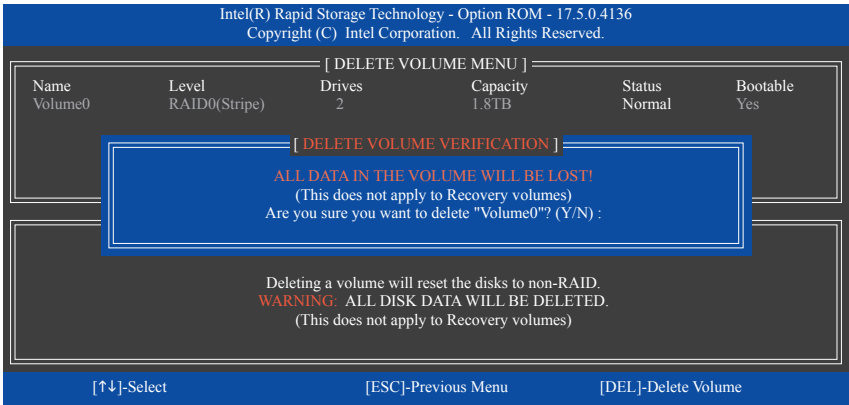 Intel(R) Rapid Storage Technology - Option ROM - 17.5.0.4136
Copyright (C) Intel Corporation. All Rights Reserved.
[ DELETE VOLUME MENU ]
Name Level Drives Capacity Status Bootable
Volume0 RAID0(Stripe) 2 1.8TB Normal Yes
[ DELETE VOLUME VERIFICATION ]
ALL DATA IN THE VOLUME WILL BE LOST!
(This does not apply to Recovery volumes)
Are you sure you want to delete "Volume0"? (Y/N) :
Deleting a volume will reset the disks to non-RAID.
WARNING: ALL DISK DATA WILL BE DELETED.
(This does not apply to Recovery volumes)
[↑↓]-Select [ESC]-Previous Menu [DEL]-Delete Volume